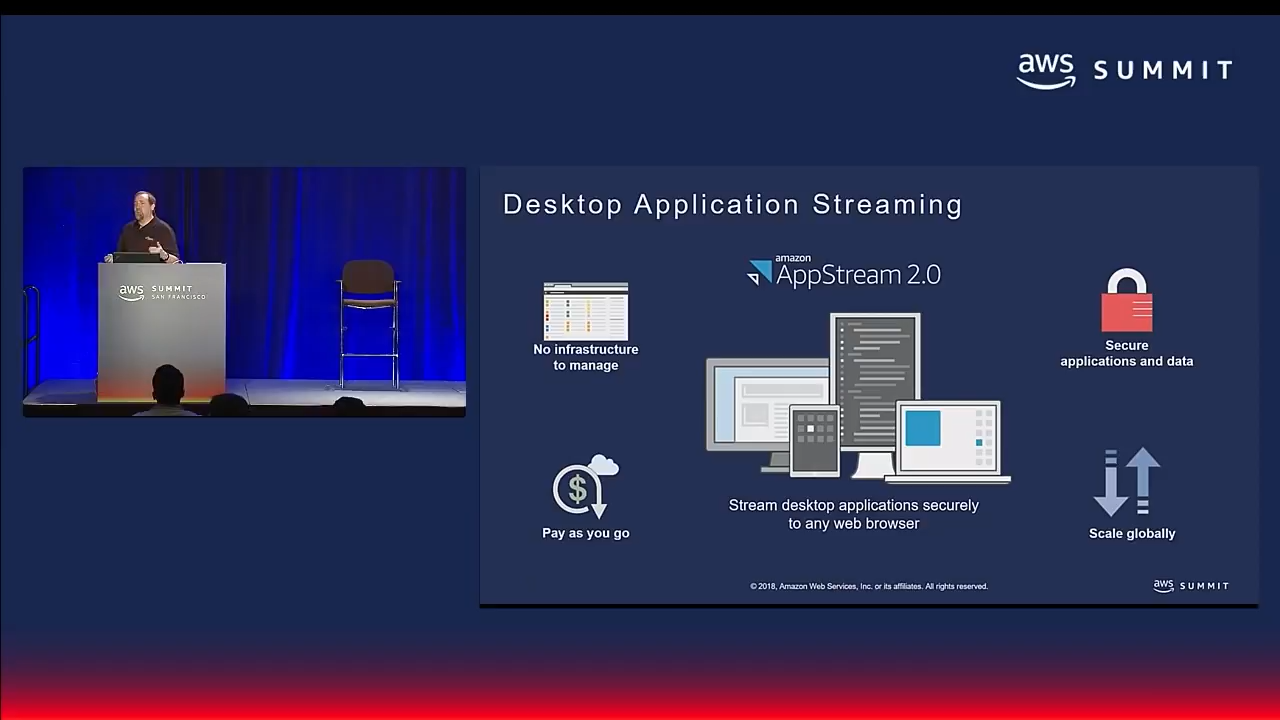 aws SUMMIT
aws SUMMIT
SAN FRANCISCO
Desktop Application Streaming
amazon
AppStream 2.0
No infrastructure
to manage
Secure
applications and data
Pay as you go
Stream desktop applications securely
to any web browser
Scale globally
© 2018, Amazon Web Services, Inc. or its affiliates. All rights reserved.
aws SUMMIT